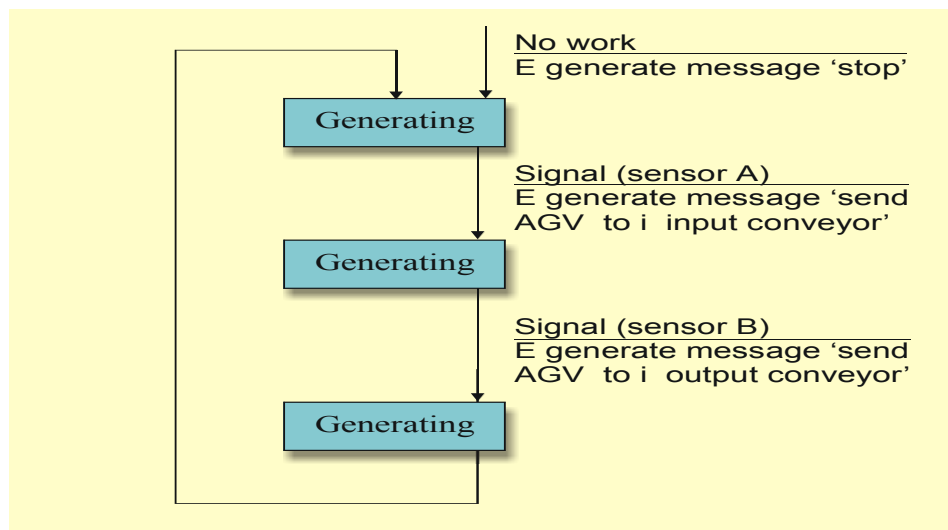 No work
E generate message ‘stop’
Generating
Signal (sensor A)
E generate message ‘send
AGV to i input conveyor’
Generating
Signal (sensor B)
E generate message ‘send
AGV to i output conveyor’
Generating